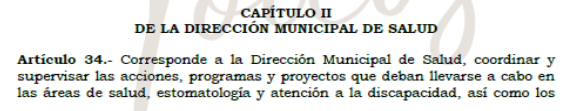 CAPÍTULO II
DE LA DIRECCIÓN MUNICIPAL DE SALUD
Artículo 34.- Corresponde a la Dirección Municipal de Salud, coordinar y
supervisar las acciones, programas y proyectos que deban llevarse a cabo en
las áreas de salud, estomatología y atención a la discapacidad, así como los